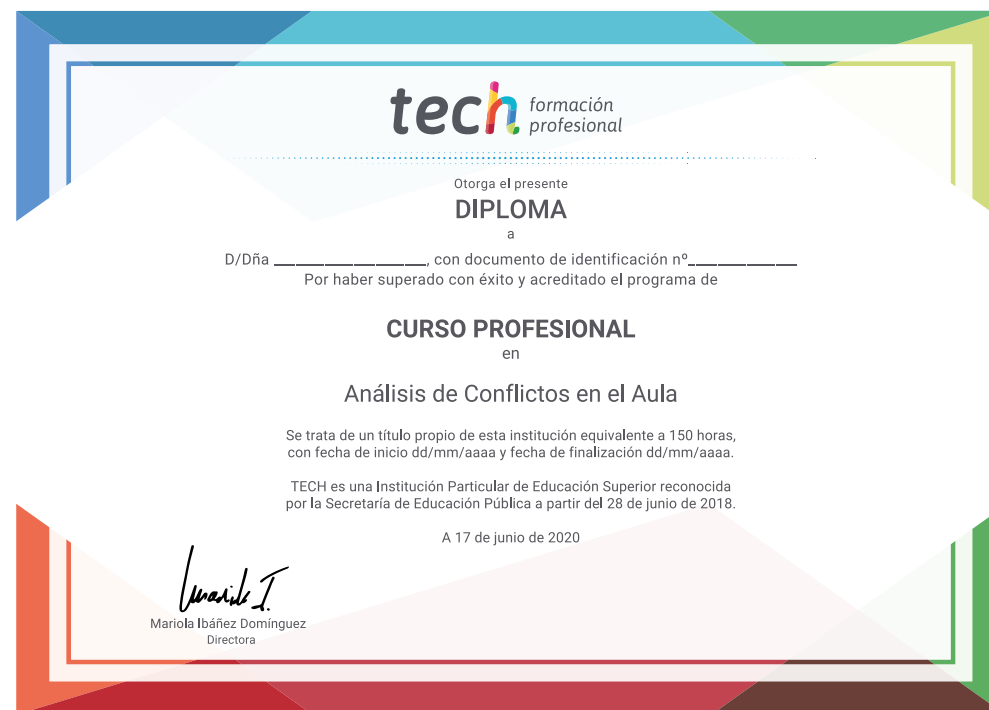 tech formación
profesional
Otorga el presente
DIPLOMA
a
D/Dña ________________, con documento de identificación nº___________
Por haber superado con éxito y acreditado el programa de
CURSO PROFESIONAL
en
Análisis de Conflictos en el Aula
Se trata de un título propio de esta institución equivalente a 150 horas,
con fecha de inicio dd/mm/aaaa y fecha de finalización dd/mm/aaaa.
TECH es una Institución Particular de Educación Superior reconocida
por la Secretaría de Educación Pública a partir del 28 de junio de 2018.
A 17 de junio de 2020
Mariola I.
Mariola Ibáñez Domínguez
Directora